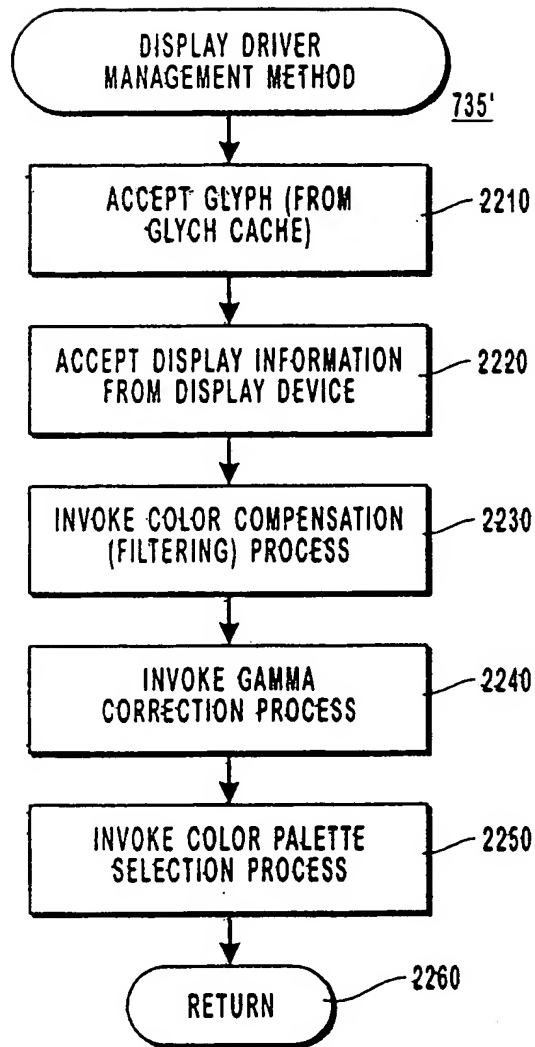 DISPLAY DRIVER
MANAGEMENT METHOD
735'
ACCEPT GLYPH (FROM
GLYCH CACHE)
2210
ACCEPT DISPLAY INFORMATION
FROM DISPLAY DEVICE
2220
INVOKE COLOR COMPENSATION
(FILTERING) PROCESS
2230
INVOKE GAMMA
CORRECTION PROCESS
2240
INVOKE COLOR PALETTE
SELECTION PROCESS
2250
RETURN
2260